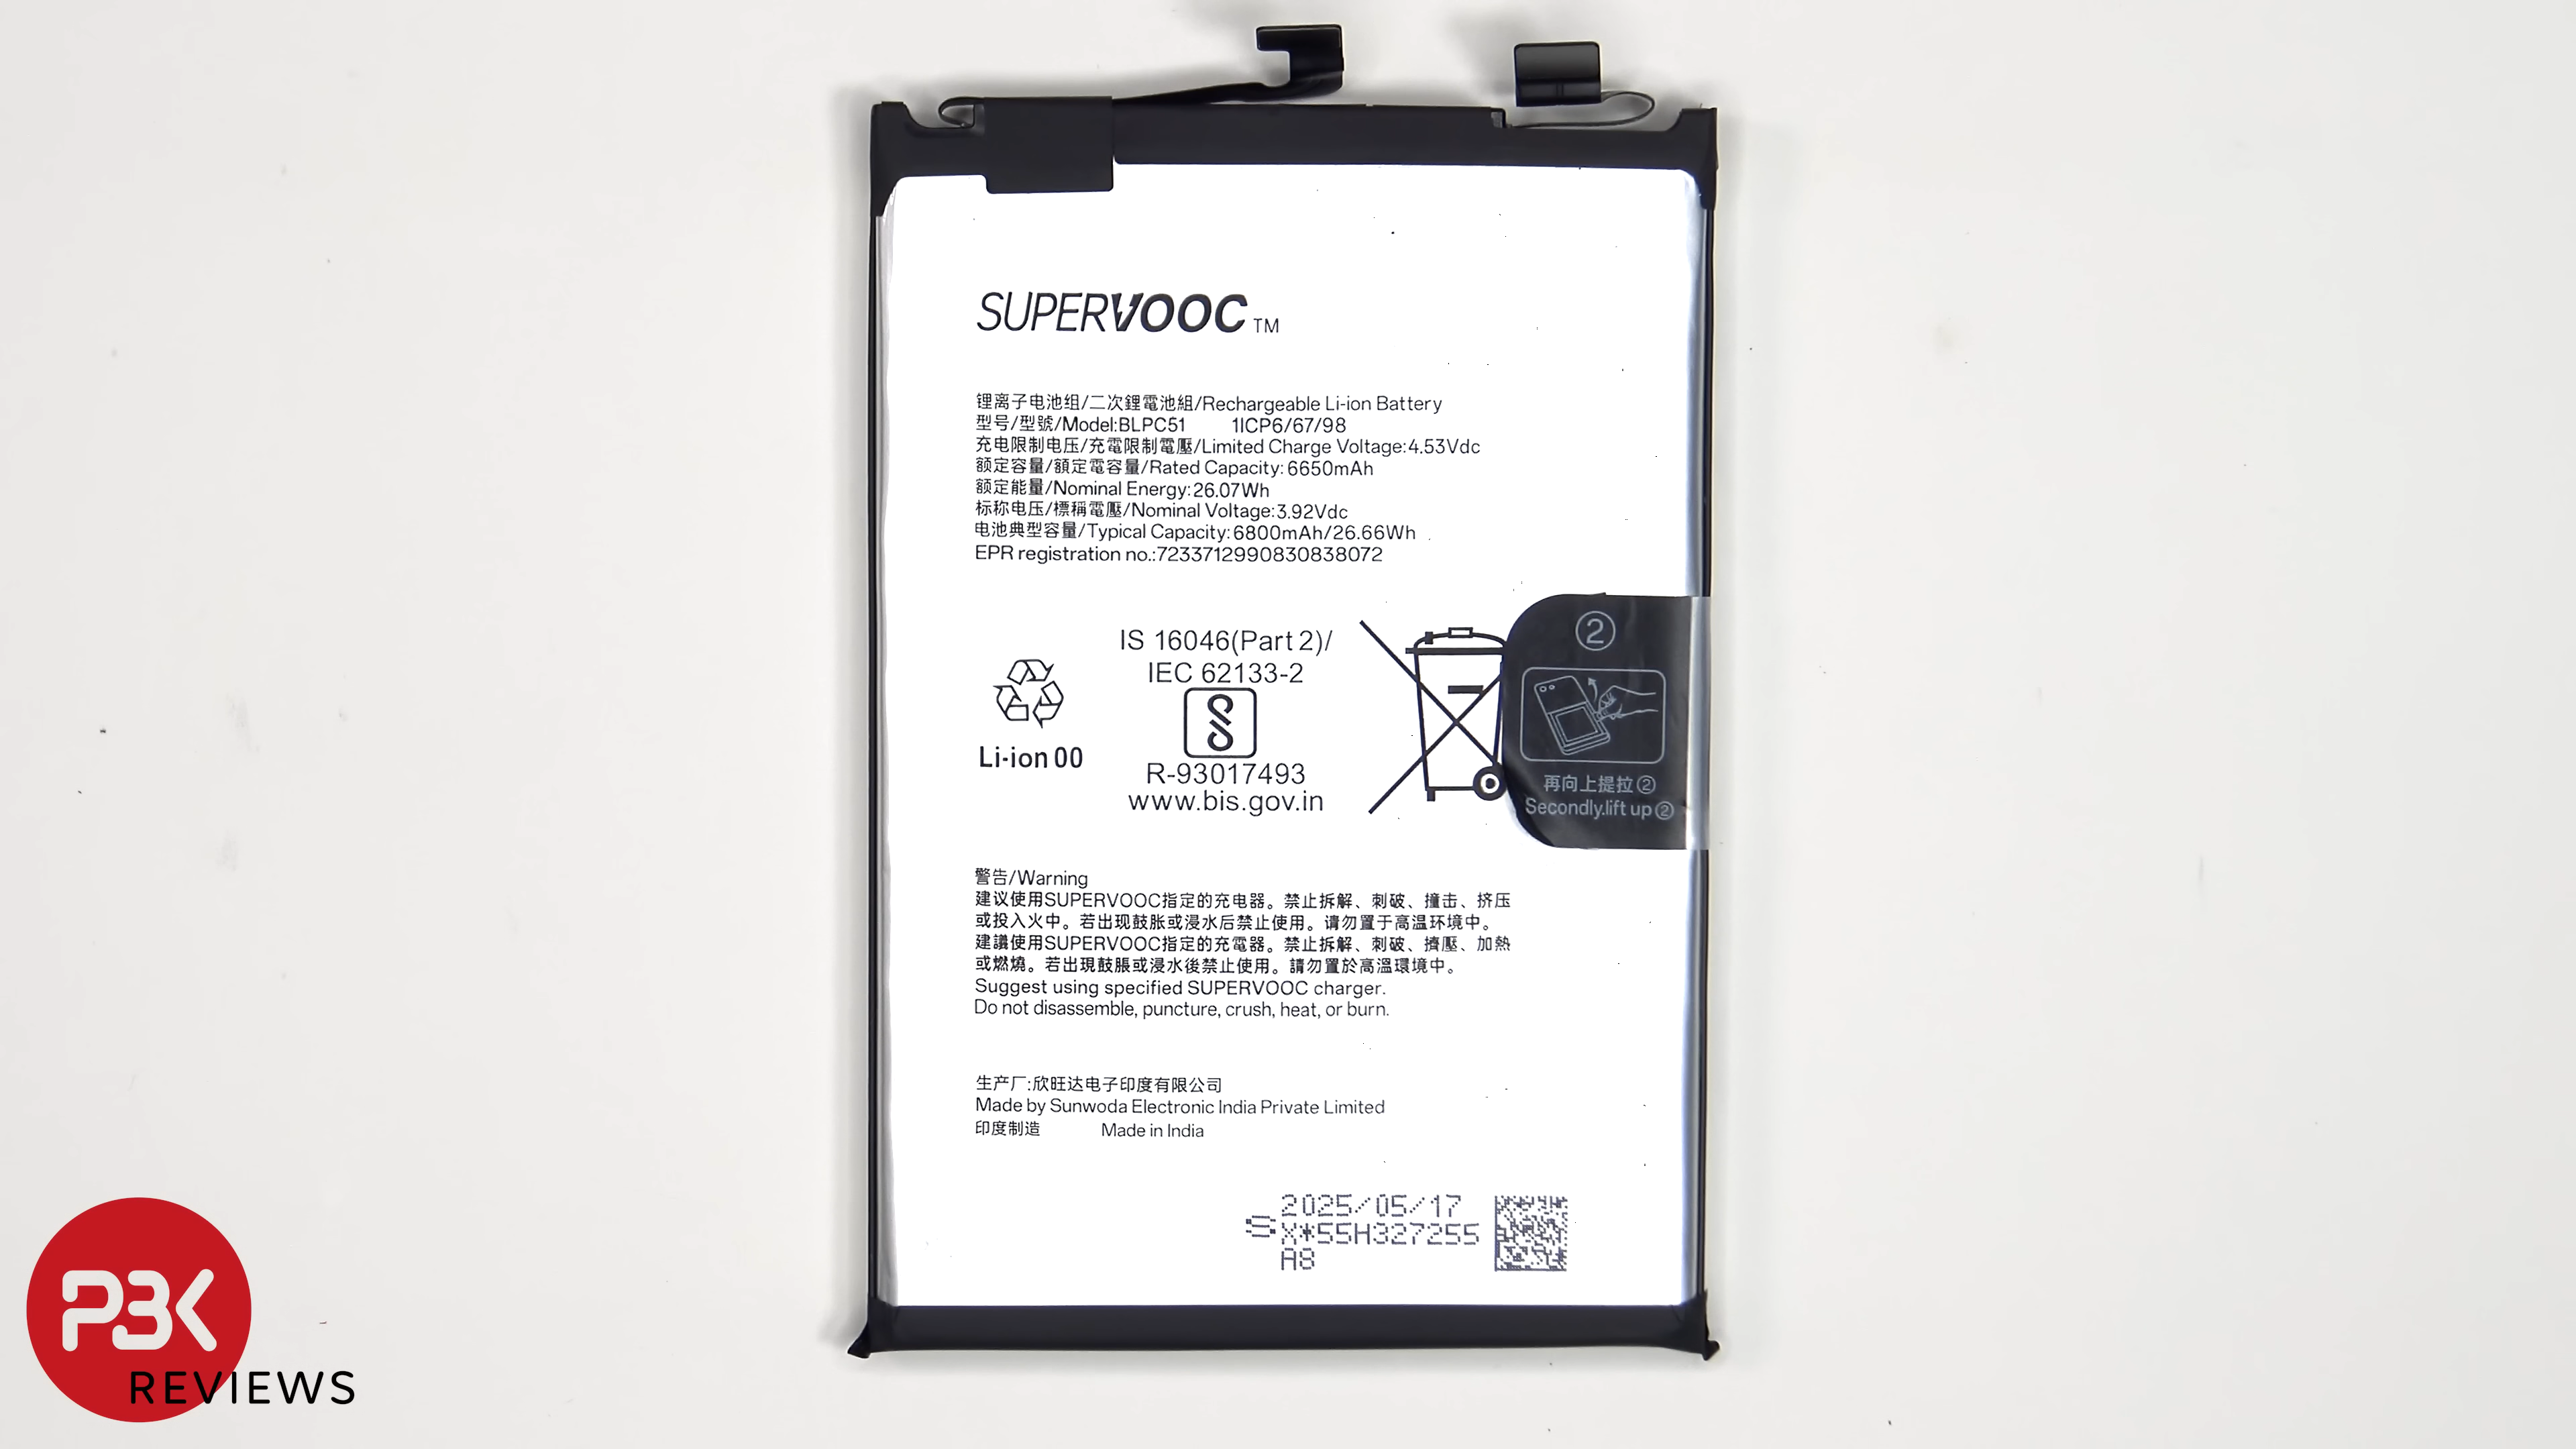 SUPERVOOC TM
锂离子电池组/二次鋰電池組/Rechargeable Li-ion Battery
型号/型號/Model:BLPC51 1ICP6/67/98
充电限制电压/充電限制電壓/Limited Charge Voltage:4.53Vdc
额定容量/額定電容量/Rated Capacity: 6650mAh
额定能量/Nominal Energy:26.07Wh
标称电压/標稱電壓/Nominal Voltage:3.92Vdc
电池典型容量/Typical Capacity:6800mAh/26.66Wh
EPR registration no.:7233712990830838072
IS 16046(Part 2)/
IEC 62133-2
R-93017493
www.bis.gov.in
Li-ion 00
②
再向上提拉②
Secondly.lift up②
警告/Warning
建议使用SUPERVOOC指定的充电器。禁止拆解、刺破、撞击、挤压
或投入火中。若出现鼓胀或浸水后禁止使用。请勿置于高温环境中。
建議使用SUPERVOOC指定的充電器。禁止拆解、刺破、擠壓、加熱
或燃燒。若出現鼓脹或浸水後禁止使用。請勿置於高溫環境中。
Suggest using specified SUPERVOOC charger.
Do not disassemble, puncture, crush, heat, or burn.
生产厂:欣旺达电子印度有限公司
Made by Sunwoda Electronic India Private Limited
印度制造 Made in India
2025/05/17
S X*55H327255
A8
PBK
REVIEWS